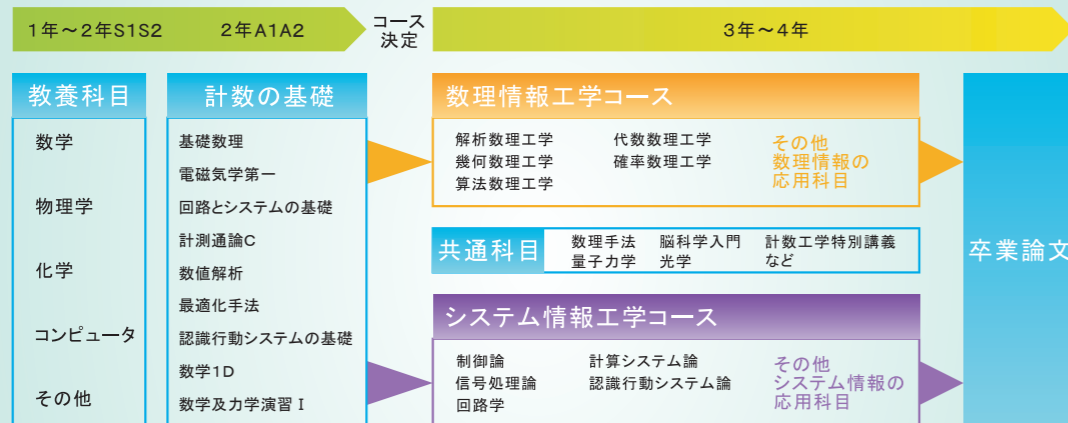 1年～2年S1S2
2年A1A2
コース
決定
3年～4年
教養科目
数学
物理学
化学
コンピュータ
その他
計数の基礎
基礎数理
電磁気学第一
回路とシステムの基礎
計測通論C
数値解析
最適化手法
認識行動システムの基礎
数学1D
数学及力学演習Ⅰ
数理情報工学コース
解析数理工学
幾何数理工学
算法数理工学
代数数理工学
確率数理工学
その他
数理情報の
応用科目
共通科目
数理手法
量子力学
脳科学入門
光学
計数工学特別講義
など
システム情報工学コース
制御論
信号処理論
回路学
計算システム論
認識行動システム論
その他
システム情報の
応用科目
卒業論文